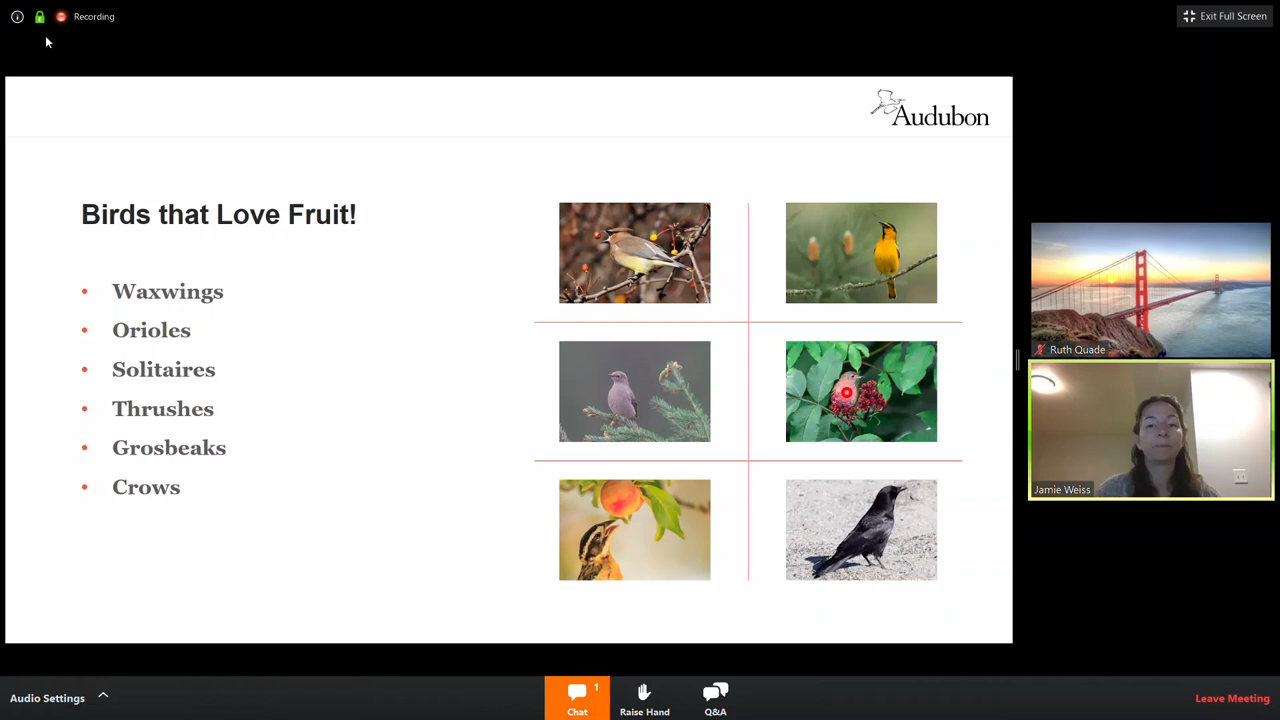 Recording
Exit Full Screen
Audubon
Birds that Love Fruit!
• Waxwings
• Orioles
• Solitaires
• Thrushes
• Grosbeaks
• Crows
Ruth Quade
Jamie Weiss
Audio Settings
1
Chat
Raise Hand
Q&A
Leave Meeting